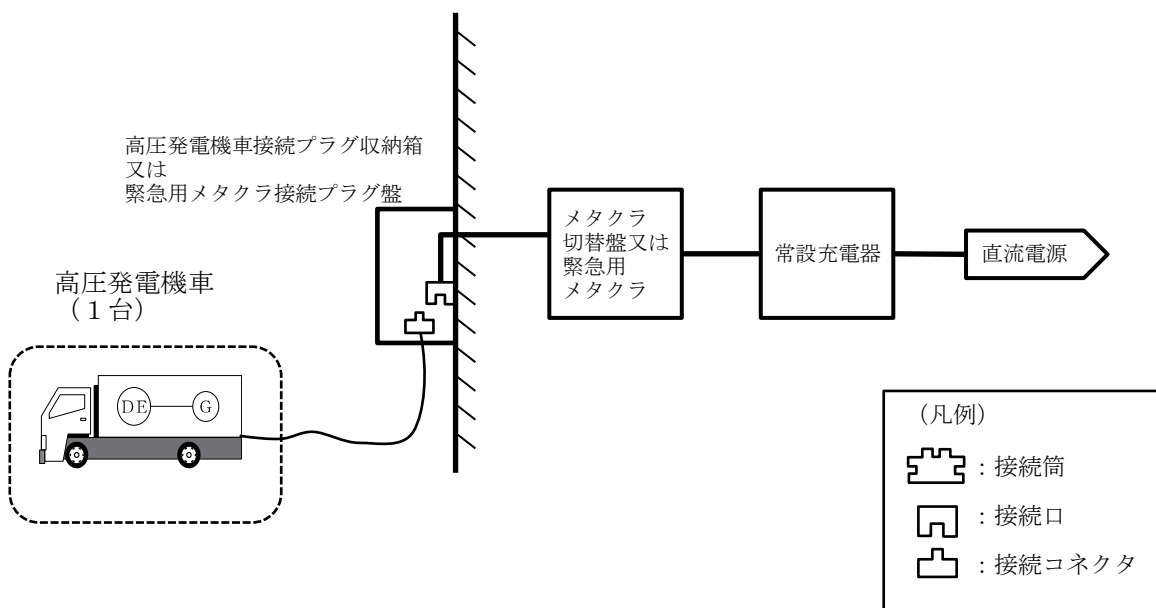 高圧発電機車接続プラグ収納箱
又は
緊急用メタクラ接続プラグ盤
メタクラ
切替盤又は
緊急用
メタクラ
常設充電器
直流電源
高圧発電機車
（１台）
DE
G
（凡例）
：接続筒
：接続口
：接続コネクタ